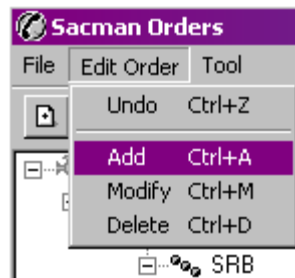 Sacman Orders
File Edit Order Tool
Undo Ctrl+Z
Add Ctrl+A
Modify Ctrl+M
Delete Ctrl+D
SRB